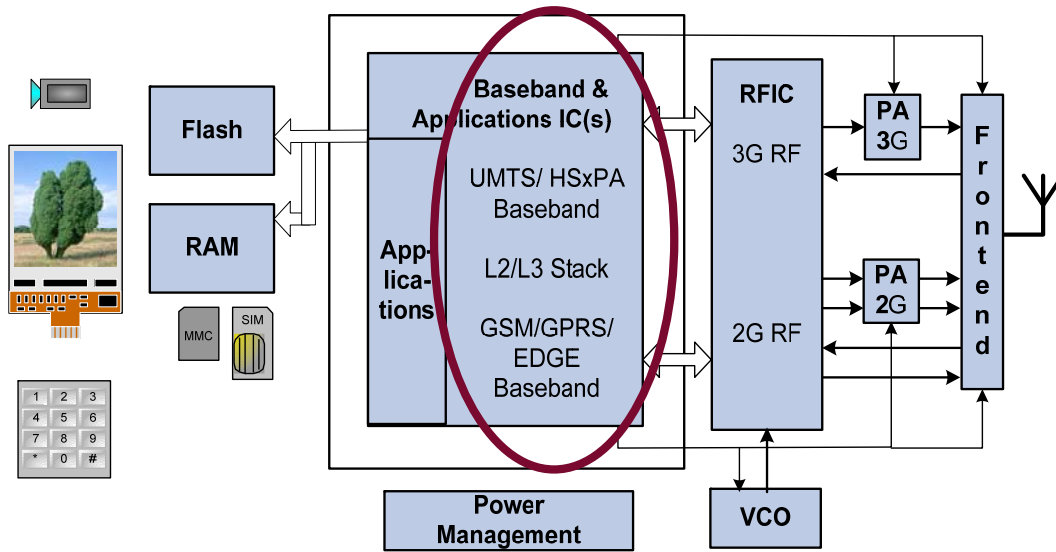 Flash
RAM
MMC
SIM
1 2 3
4 5 6
7 8 9
* 0 #
Baseband &
Applications IC(s)
App-
lica-
tions
UMTS/ HSxPA
Baseband
L2/L3 Stack
GSM/GPRS/
EDGE
Baseband
Power
Management
RFIC
3G RF
2G RF
VCO
PA
3G
PA
2G
F
r
o
n
t
e
n
d